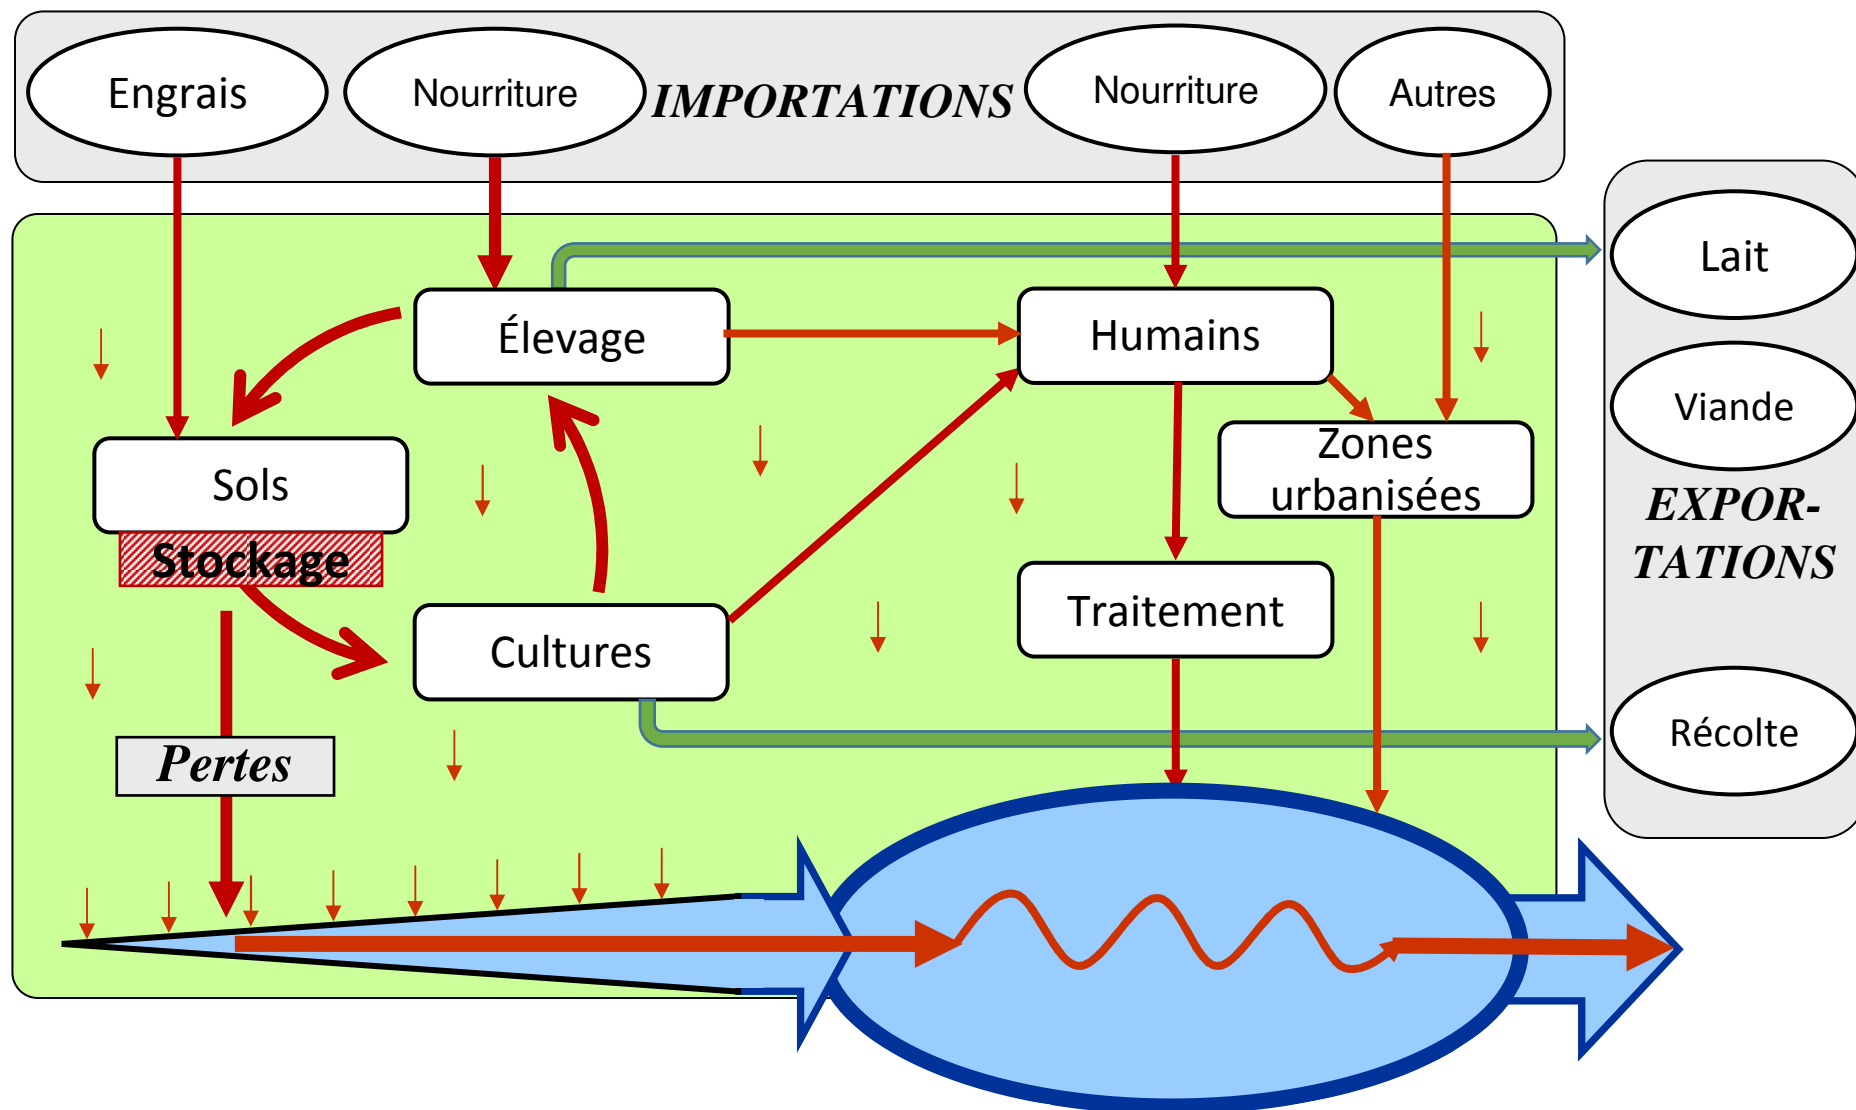 Engrais
Nourriture
IMPORTATIONS
Nourriture
Autres
Lait
Élevage
Humains
Viande
Sols
Zones
urbanisées
EXPOR-
TATIONS
Stockage
Traitement
Cultures
Récolte
Pertes